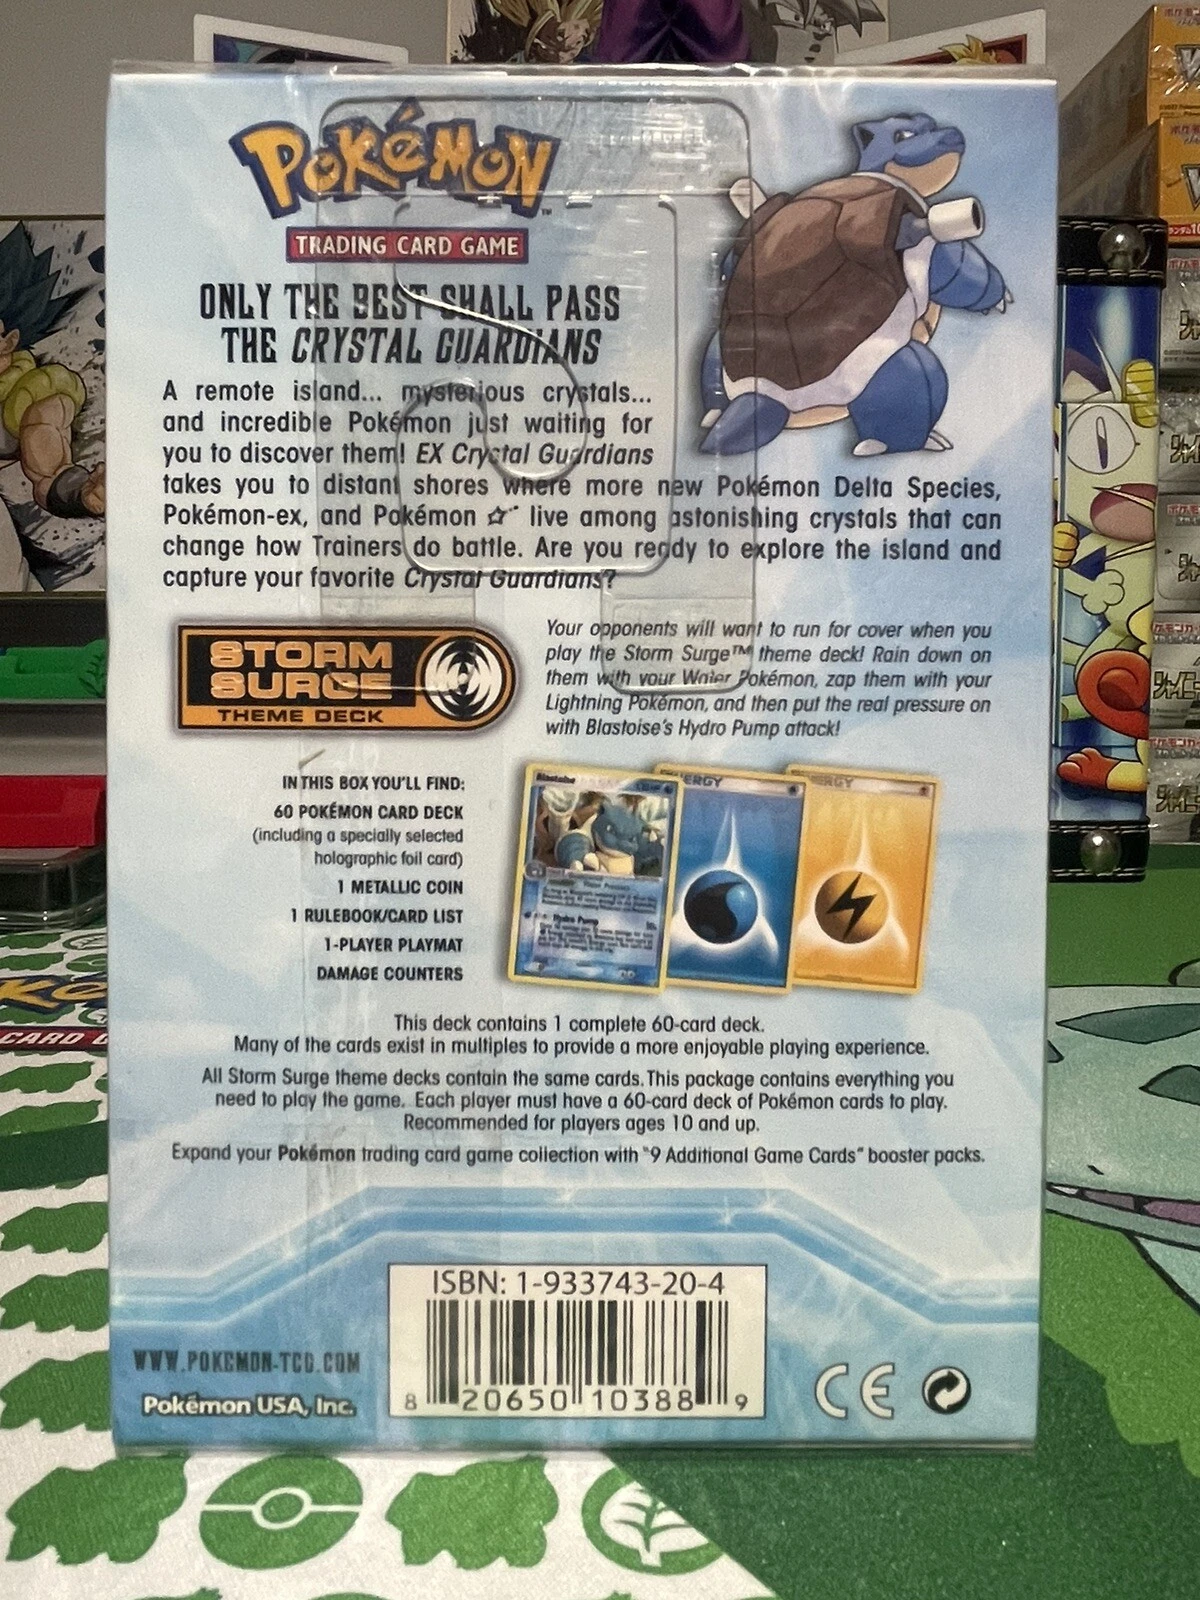 POKéMON
TRADING CARD GAME
ONLY THE BEST SHALL PASS
THE CRYSTAL GUARDIANS
A remote island... mysterious crystals...
and incredible Pokémon just waiting for
you to discover them! EX Crystal Guardians
takes you to distant shores where more new Pokémon Delta Species,
Pokémon-ex, and Pokémon ☆ live among astonishing crystals that can
change how Trainers do battle. Are you ready to explore the island and
capture your favorite Crystal Guardians?
STORM
SURGE
THEME DECK
Your opponents will want to run for cover when you
play the Storm Surge™ theme deck! Rain down on
them with your Water Pokémon, zap them with your
Lightning Pokémon, and then put the real pressure on
with Blastoise's Hydro Pump attack!
IN THIS BOX YOU'LL FIND:
60 POKÉMON CARD DECK
(including a specially selected
holographic foil card)
1 METALLIC COIN
1 RULEBOOK/CARD LIST
1-PLAYER PLAYMAT
DAMAGE COUNTERS
Blastoise
Hydro Pump
ERGY
ERGY
This deck contains 1 complete 60-card deck.
Many of the cards exist in multiples to provide a more enjoyable playing experience.
All Storm Surge theme decks contain the same cards. This package contains everything you
need to play the game. Each player must have a 60-card deck of Pokémon cards to play.
Recommended for players ages 10 and up.
Expand your Pokémon trading card game collection with "9 Additional Game Cards" booster packs.
ISBN: 1-933743-20-4
8 20650 10388 9
WWW.POKEMON-TCG.COM
Pokémon USA, Inc.
CE
CARD G